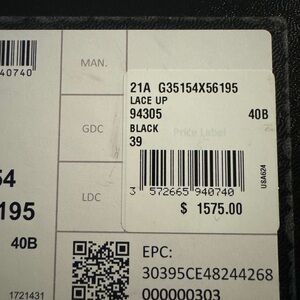 40740
MAN.
21A G35154X56195
LACE UP
94305 40B
BLACK
Price Label
39
GDC
USA624
3 572665 940740
$ 1575.00
LDC
54
195
40B
EPC:
30395CE48244268
000000303
1721431